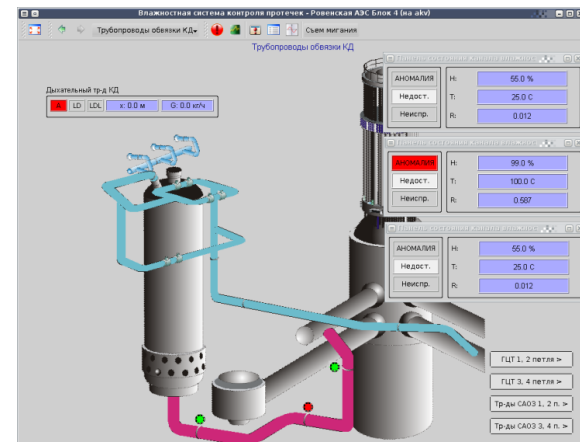 Влажностная система контроля протечек - Ровенская АЭС Блок 4 (на akv)
Трубопроводы обвязки КД
Съем мигания
Трубопроводы обвязки КД
Дыхательный тр-д КД
A LD LDL x: 0.0 м G: 0.0 кг/ч
АНОМАЛИЯ H: 55.0 %
Недост. T: 25.0 C
Неиспр. R: 0.012
АНОМАЛИЯ H: 99.0 %
Недост. T: 100.0 C
Неиспр. R: 0.587
АНОМАЛИЯ H: 55.0 %
Недост. T: 25.0 C
Неиспр. R: 0.012
ГЦТ 1, 2 петля >
ГЦТ 3, 4 петля >
Тр-ды САОЗ 1, 2 п. >
Тр-ды САОЗ 3, 4 п. >